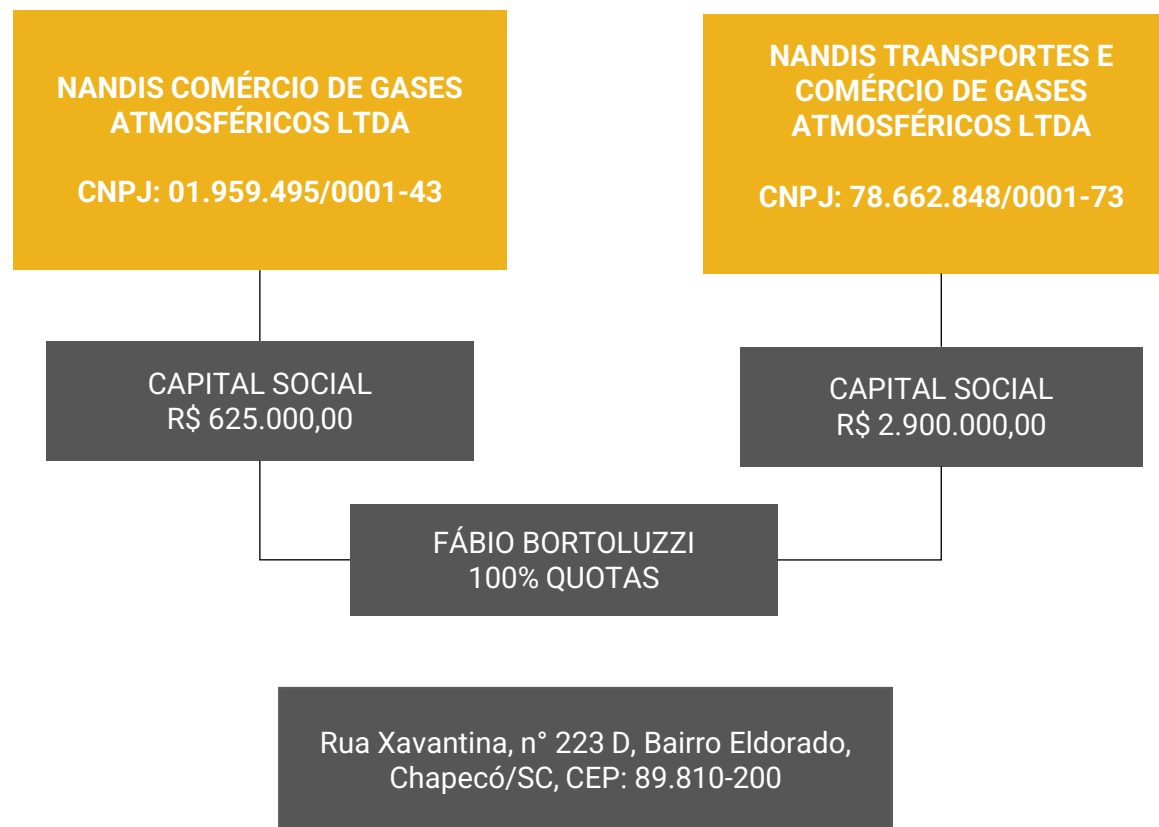 NANDIS COMÉRCIO DE GASES
ATMOSFÉRICOS LTDA
CNPJ: 01.959.495/0001-43
NANDIS TRANSPORTES E
COMÉRCIO DE GASES
ATMOSFÉRICOS LTDA
CNPJ: 78.662.848/0001-73
CAPITAL SOCIAL
R$ 625.000,00
CAPITAL SOCIAL
R$ 2.900.000,00
FÁBIO BORTOLUZZI
100% QUOTAS
Rua Xavantina, n° 223 D, Bairro Eldorado,
Chapecó/SC, CEP: 89.810-200